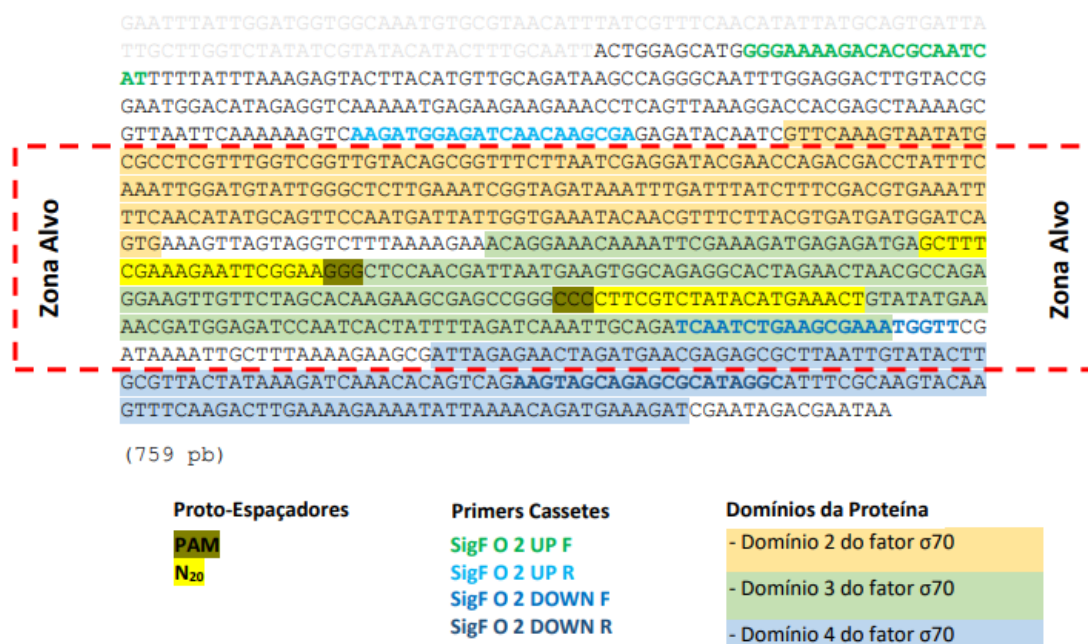 GAATTTATTGGATGGTGGCAAATGTGCGTAACATTTATCGTTTCAACATATTATGCAGTGATTA
TTGCTTGGTCTATATCGTATACATACTTTGCAATTACTGGAGCATGGGGAAAAGACACGCAATC
ATTTTTATTTAAAGAGTACTTACATGTTGCAGATAAGCCAGGGCAATTTGGAGGACTTGTACCG
GAATGGACATAGAGGTCAAAAATGAGAAGAAGAAACCTCAGTTAAAGGACCACGAGCTAAAAGC
GTTAATTCAAAAAAGTCAAGATGGAGATCAACAAGCGAGAGATACAATCGTTCAAAGTAATATG
CGCCTCGTTTGGTCGGTTGTACAGCGGTTTCTTAATCGAGGATACGAACCAGACGACCTATTTC
AAATTGGATGTATTGGGCTCTTGAAATCGGTAGATAAATTTGATTTATCTTTCGACGTGAAATT
TTCAACATATGCAGTTCCAATGATTATTGGTGAAATACAACGTTTCTTACGTGATGATGGATCA
GTGAAAGTTAGTAGGTCTTTAAAAGAAACAGGAAACAAAATTCGAAAGATGAGAGATGAGCTTT
CGAAAGAATTCGGAAGGGCTCCAACGATTAATGAAGTGGCAGAGGCACTAGAACTAACGCCAGA
GGAAGTTGTTCTAGCACAAGAAGCGAGCCGGGCCCCTTCGTCTATACATGAAACTGTATATGAA
AACGATGGAGATCCAATCACTATTTTAGATCAAATTGCAGATCAATCTGAAGCGAAATGGTTCG
ATAAAATTGCTTTAAAAGAAGCGATTAGAGAACTAGATGAACGAGAGCGCTTAATTGTATACTT
GCGTTACTATAAAGATCAAACACAGTCAGAAGTAGCAGAGCGCATAGGCATTTCGCAAGTACAA
GTTTCAAGACTTGAAAAGAAAATATTAAAACAGATGAAAGATCGAATAGACGAATAA
Zona Alvo
Zona Alvo
(759 pb)
Proto-Espaçadores
PAM
N₂₀
Primers Cassetes
SigF O 2 UP F
SigF O 2 UP R
SigF O 2 DOWN F
SigF O 2 DOWN R
Domínios da Proteína
- Domínio 2 do fator σ70
- Domínio 3 do fator σ70
- Domínio 4 do fator σ70